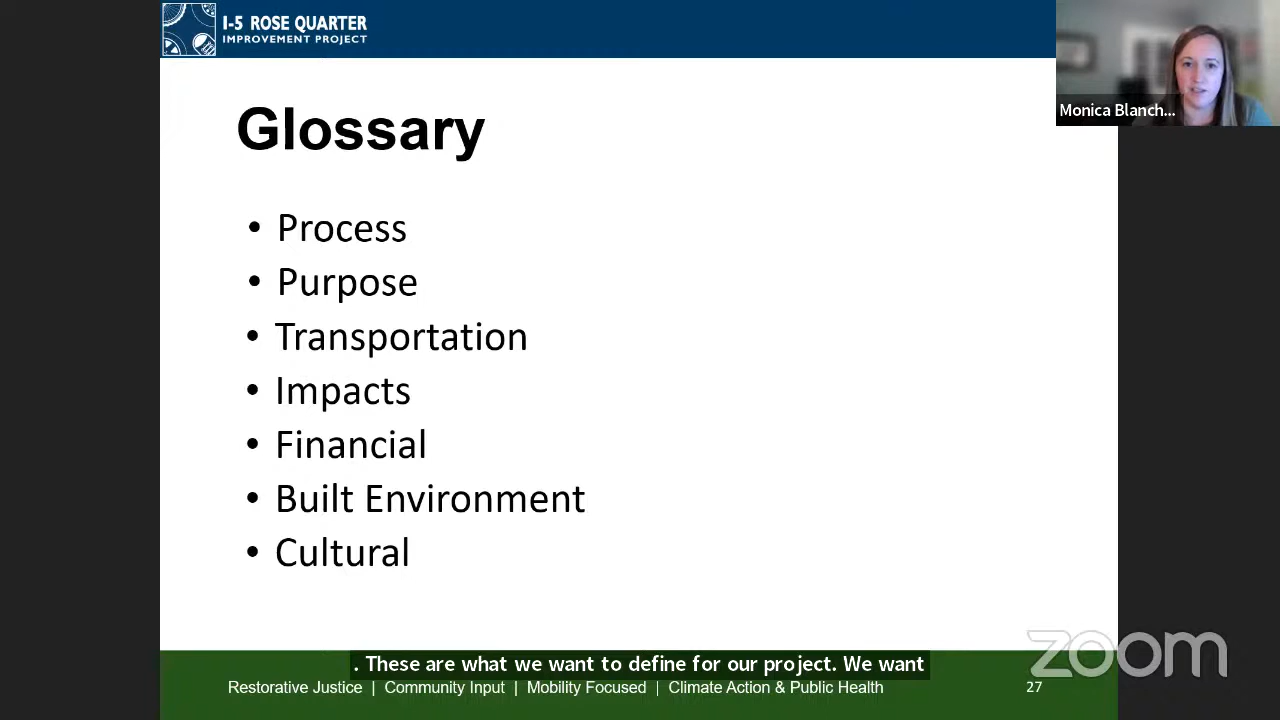 I-5 ROSE QUARTER
IMPROVEMENT PROJECT
Monica Blanch...
Glossary
• Process
• Purpose
• Transportation
• Impacts
• Financial
• Built Environment
• Cultural
. These are what we want to define for our project. We want
Restorative Justice | Community Input | Mobility Focused | Climate Action & Public Health
27
zoom